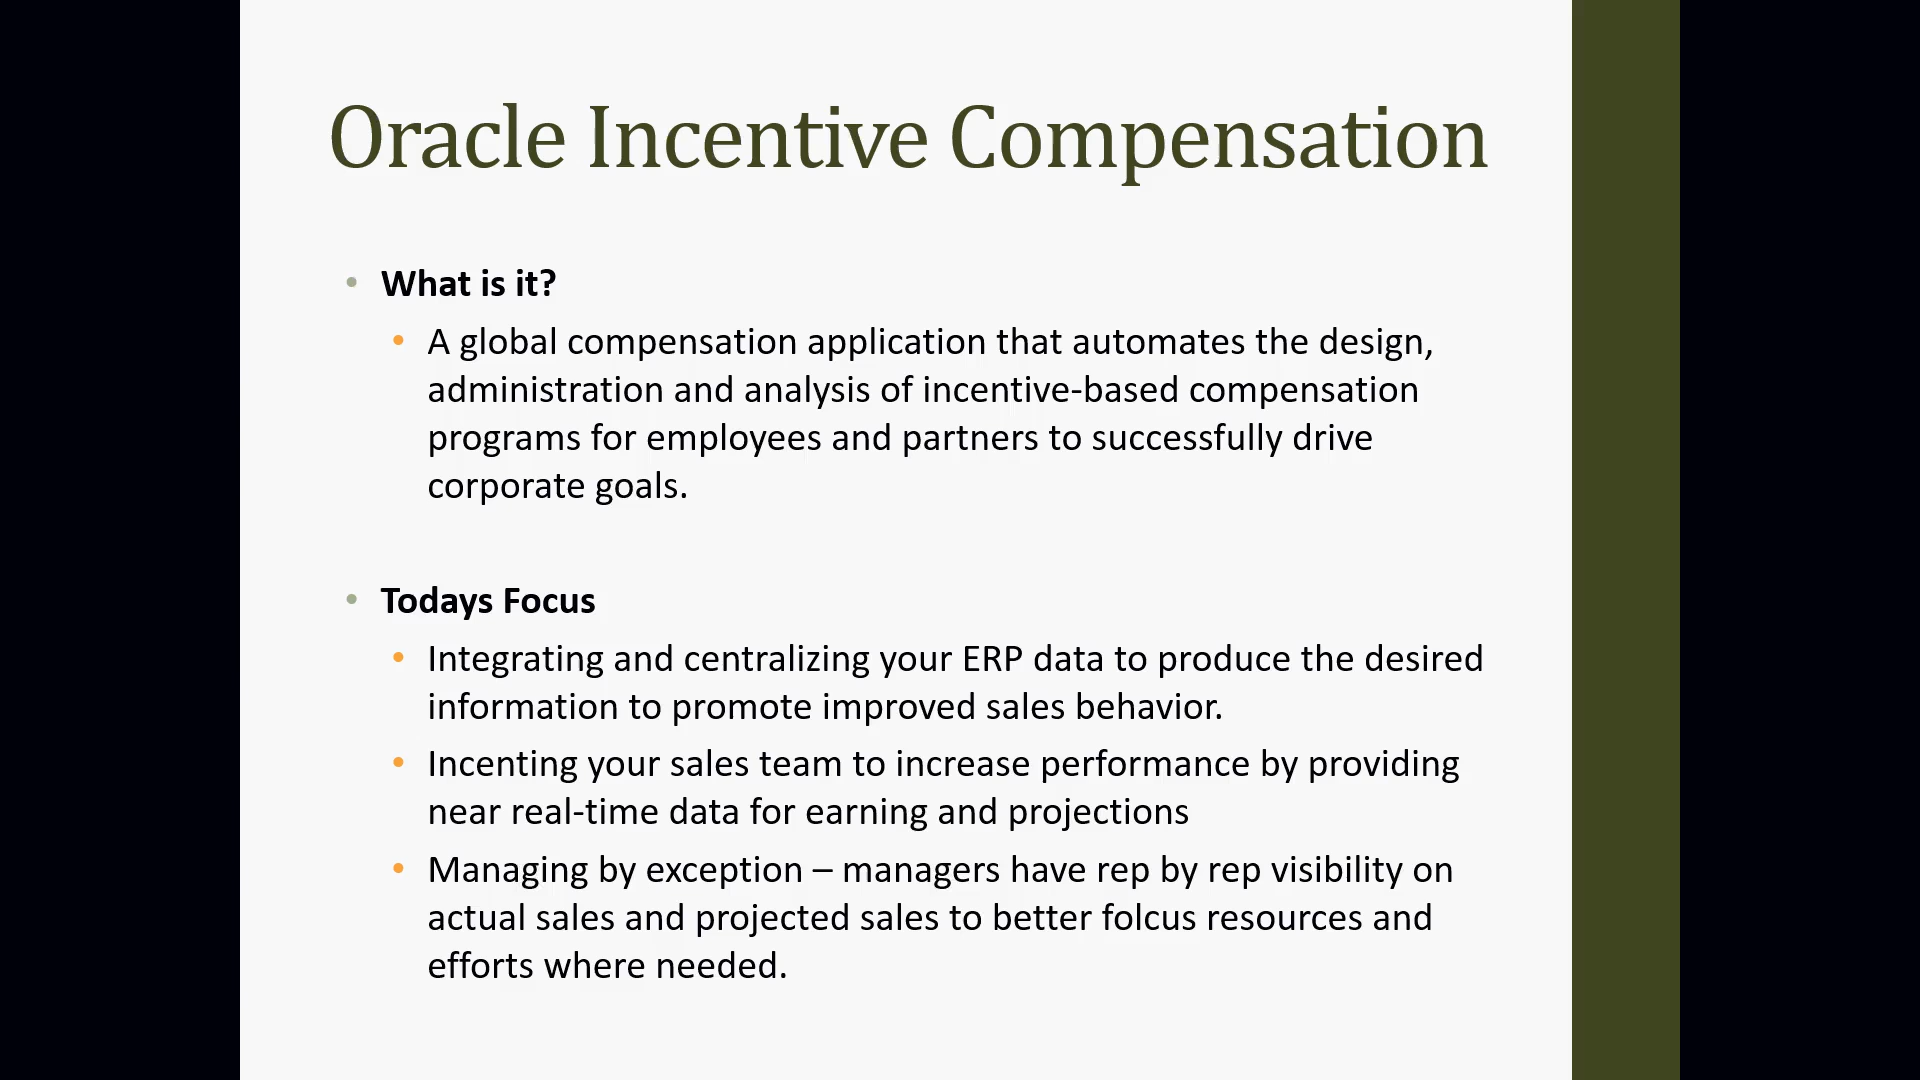 Oracle Incentive Compensation
• What is it?
• A global compensation application that automates the design,
administration and analysis of incentive-based compensation
programs for employees and partners to successfully drive
corporate goals.
• Todays Focus
• Integrating and centralizing your ERP data to produce the desired
information to promote improved sales behavior.
• Incenting your sales team to increase performance by providing
near real-time data for earning and projections
• Managing by exception – managers have rep by rep visibility on
actual sales and projected sales to better folcus resources and
efforts where needed.